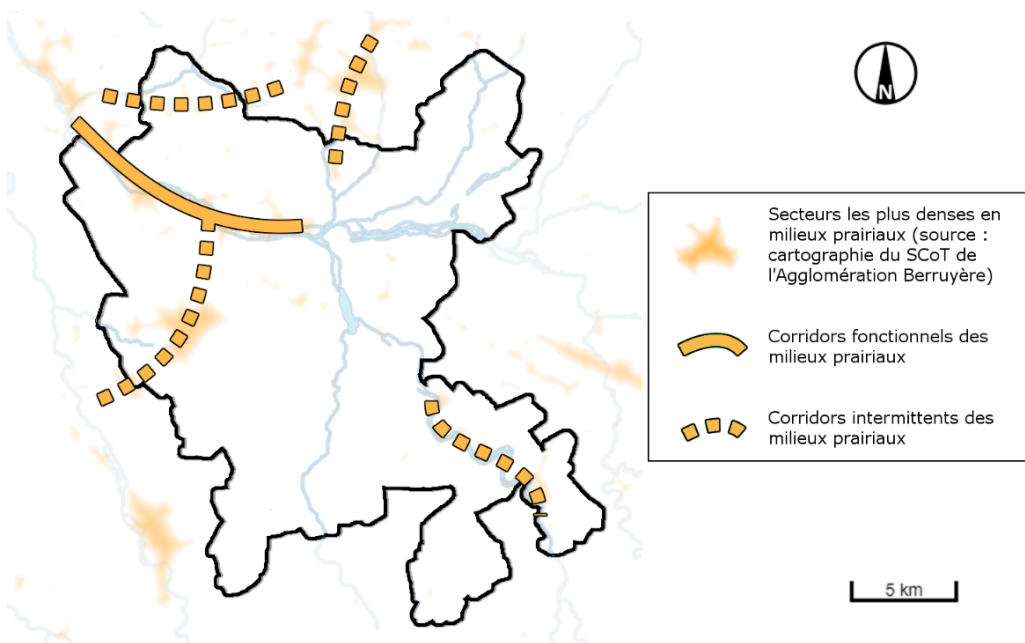 N
Secteurs les plus denses en
milieux prairiaux (source :
cartographie du SCoT de
l'Agglomération Berruyère)
Corridors fonctionnels des
milieux prairiaux
Corridors intermittents des
milieux prairiaux
5 km